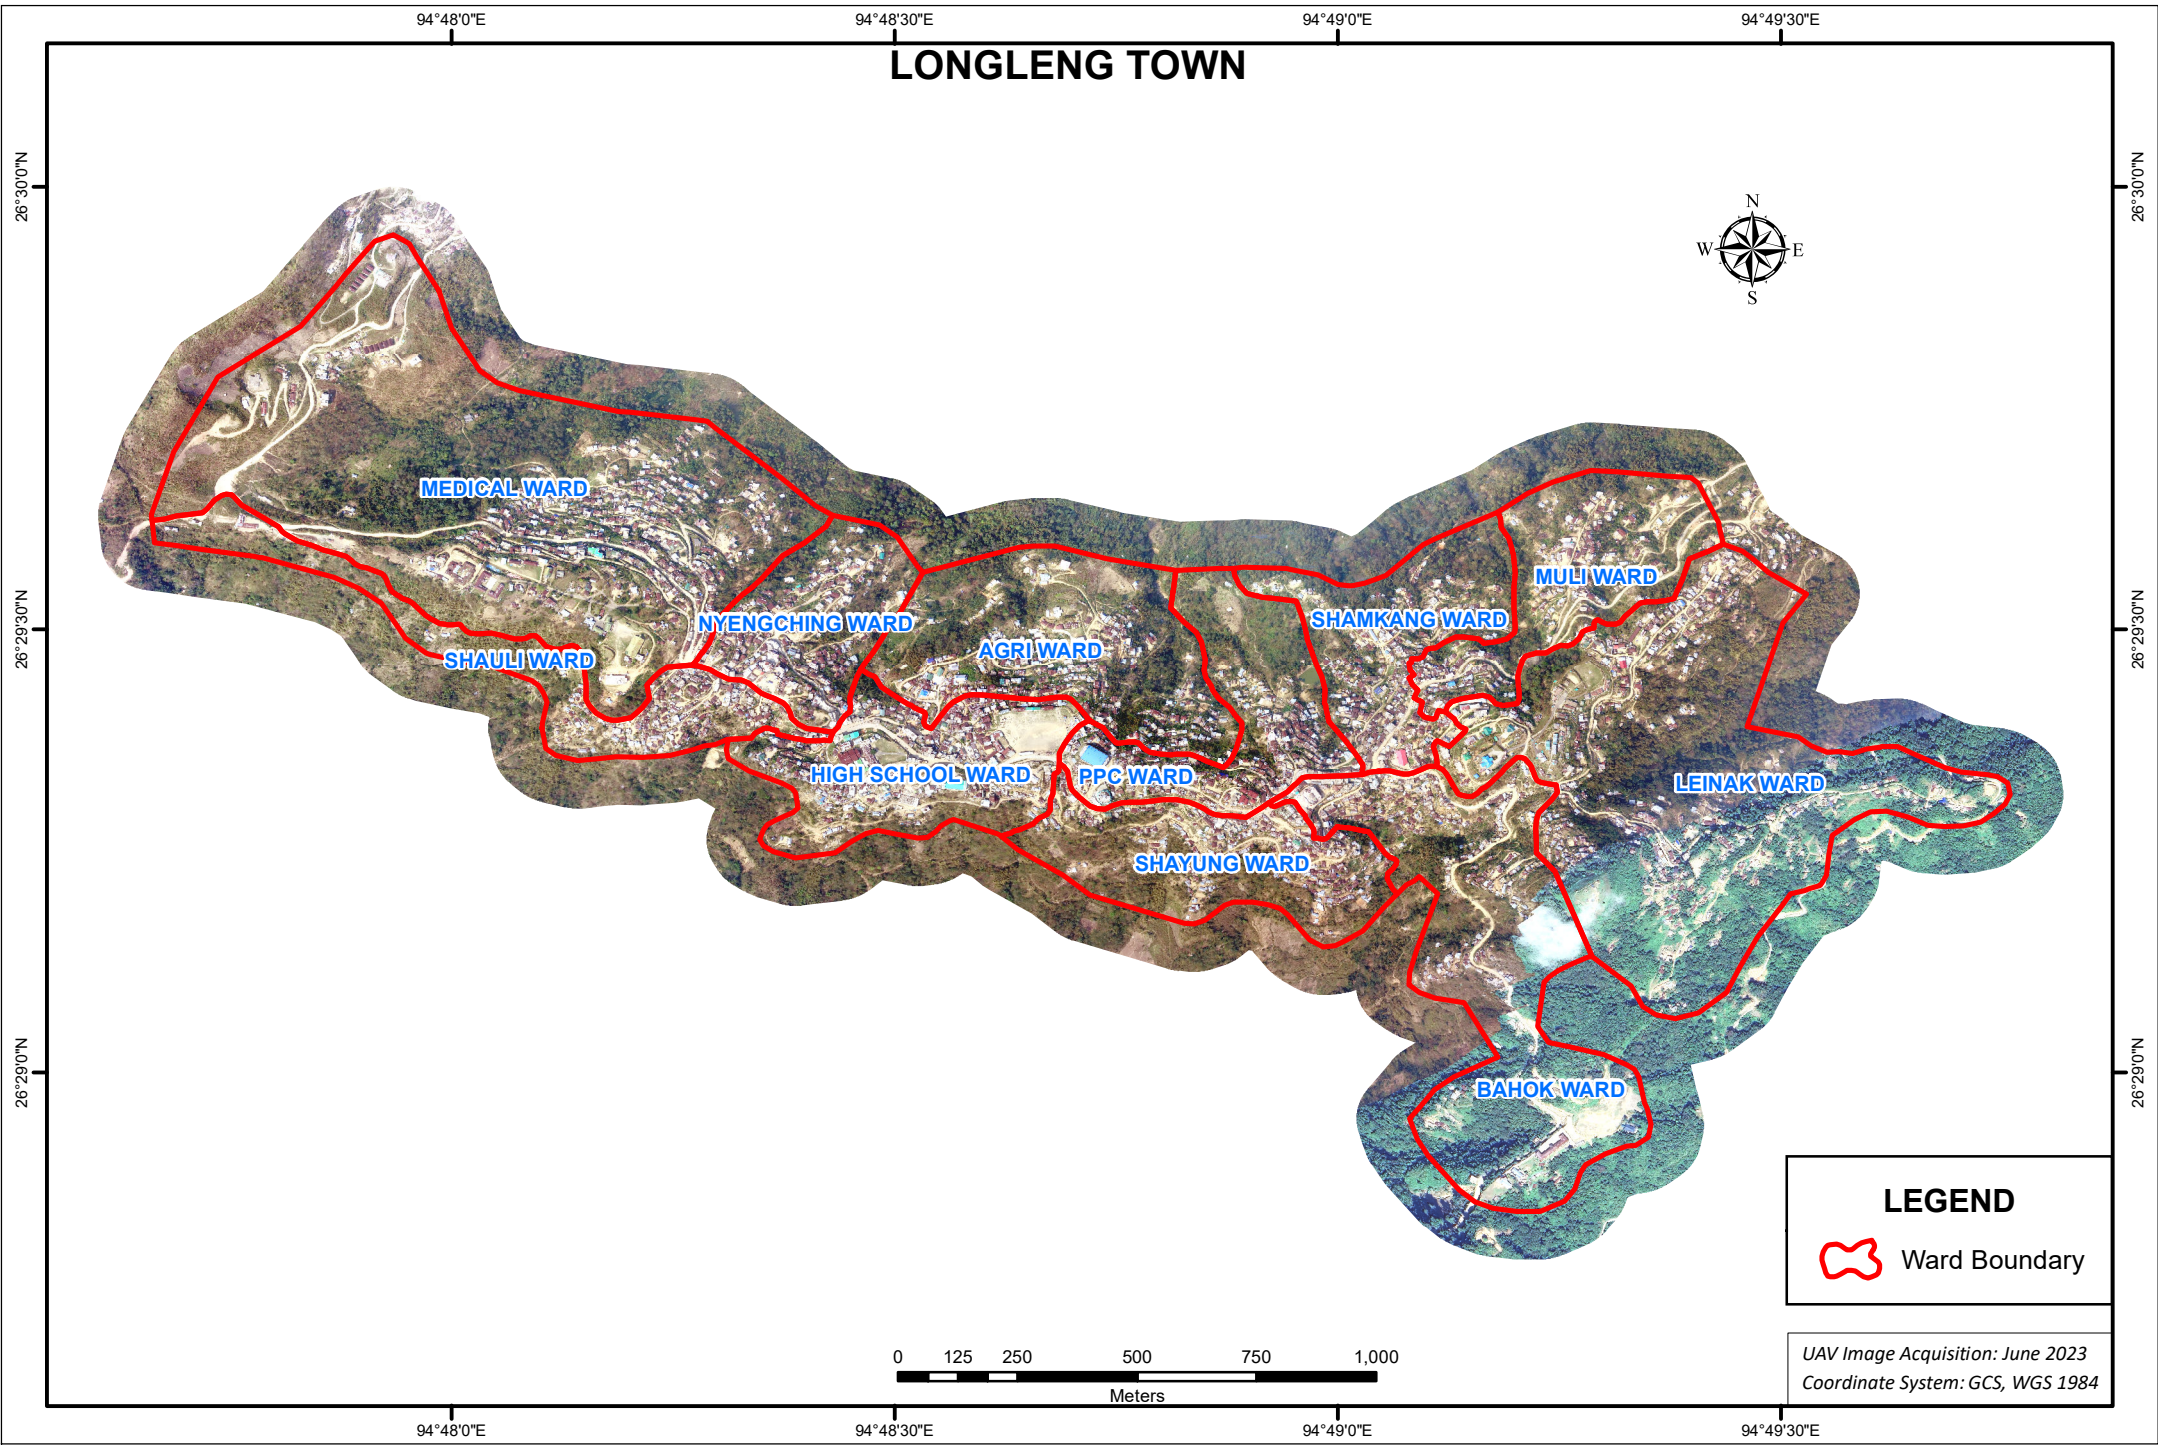 94°48'0"E
94°48'30"E
94°49'0"E
94°49'30"E
LONGLENG TOWN
26°30'0"N
26°30'0"N
N
W
E
S
MEDICAL WARD
MULI WARD
26°29'30"N
26°29'30"N
NYENGCHING WARD
SHAMKANG WARD
AGRI WARD
SHAULI WARD
HIGH SCHOOL WARD
PPC WARD
LEINAK WARD
SHAYUNG WARD
26°29'0"N
26°29'0"N
BAHOK WARD
LEGEND
Ward Boundary
0 125 250 500 750 1,000
Meters
UAV Image Acquisition: June 2023
Coordinate System: GCS, WGS 1984
94°48'0"E
94°48'30"E
94°49'0"E
94°49'30"E